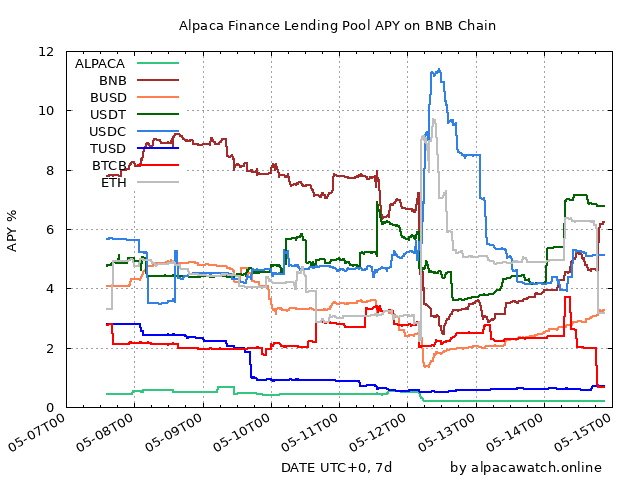 Alpaca Finance Lending Pool APY on BNB Chain
12
10
8
6
4
2
0
APY %
ALPACA
BNB
BUSD
USDT
USDC
TUSD
BTCB
ETH
05-07T00
05-08T00
05-09T00
05-10T00
05-11T00
05-12T00
05-13T00
05-14T00
05-15T00
DATE UTC+0, 7d
by alpacawatch.online